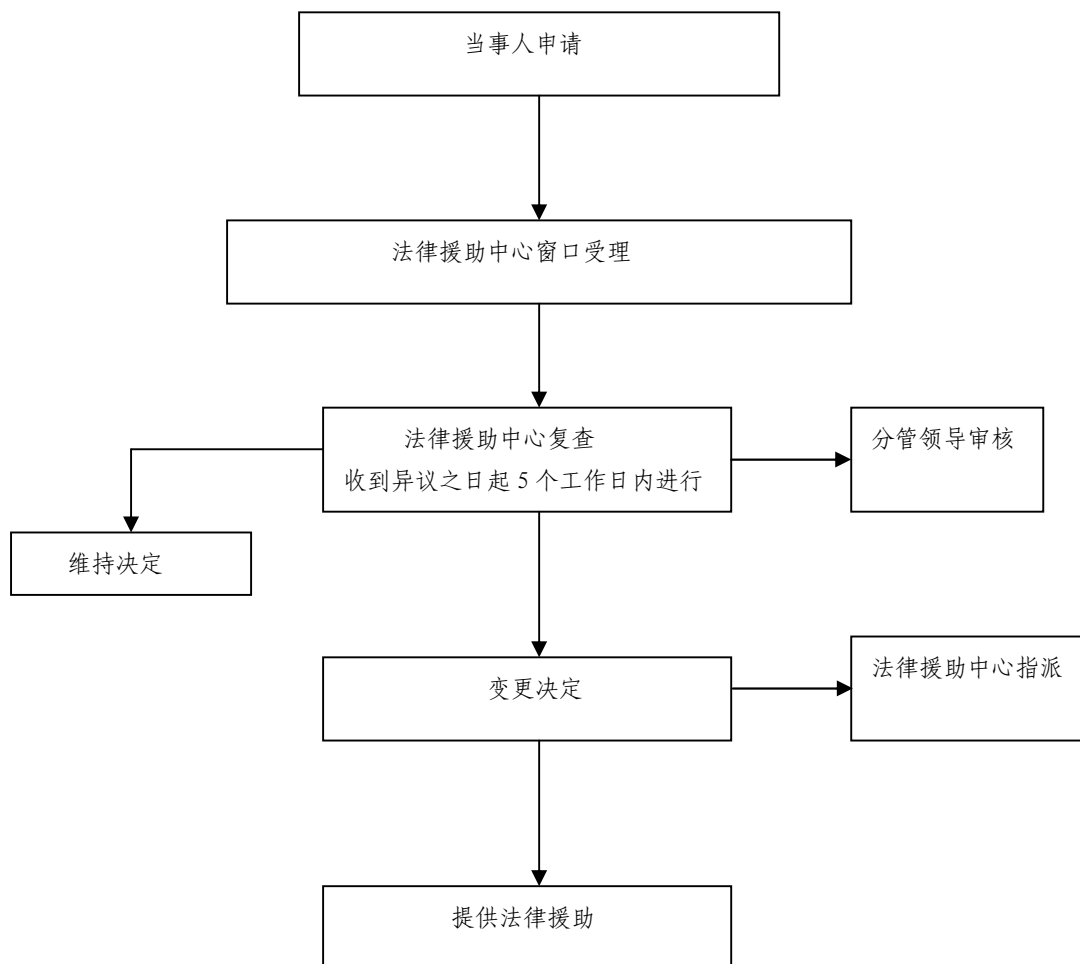 当事人申请
法律援助中心窗口受理
法律援助中心复查
收到异议之日起 5 个工作日内进行
分管领导审核
维持决定
变更决定
法律援助中心指派
提供法律援助